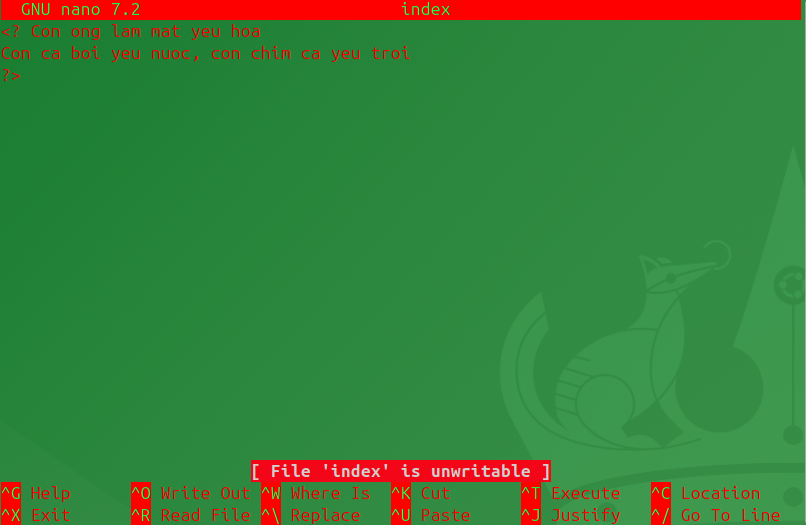 GNU nano 7.2 index
<? Con ong lam mat yeu hoa
Con ca boi yeu nuoc, con chim ca yeu troi
?>
[ File 'index' is unwritable ]
^G Help ^O Write Out ^W Where Is ^K Cut ^T Execute ^C Location
^X Exit ^R Read File ^\ Replace ^U Paste ^J Justify ^/ Go To Line